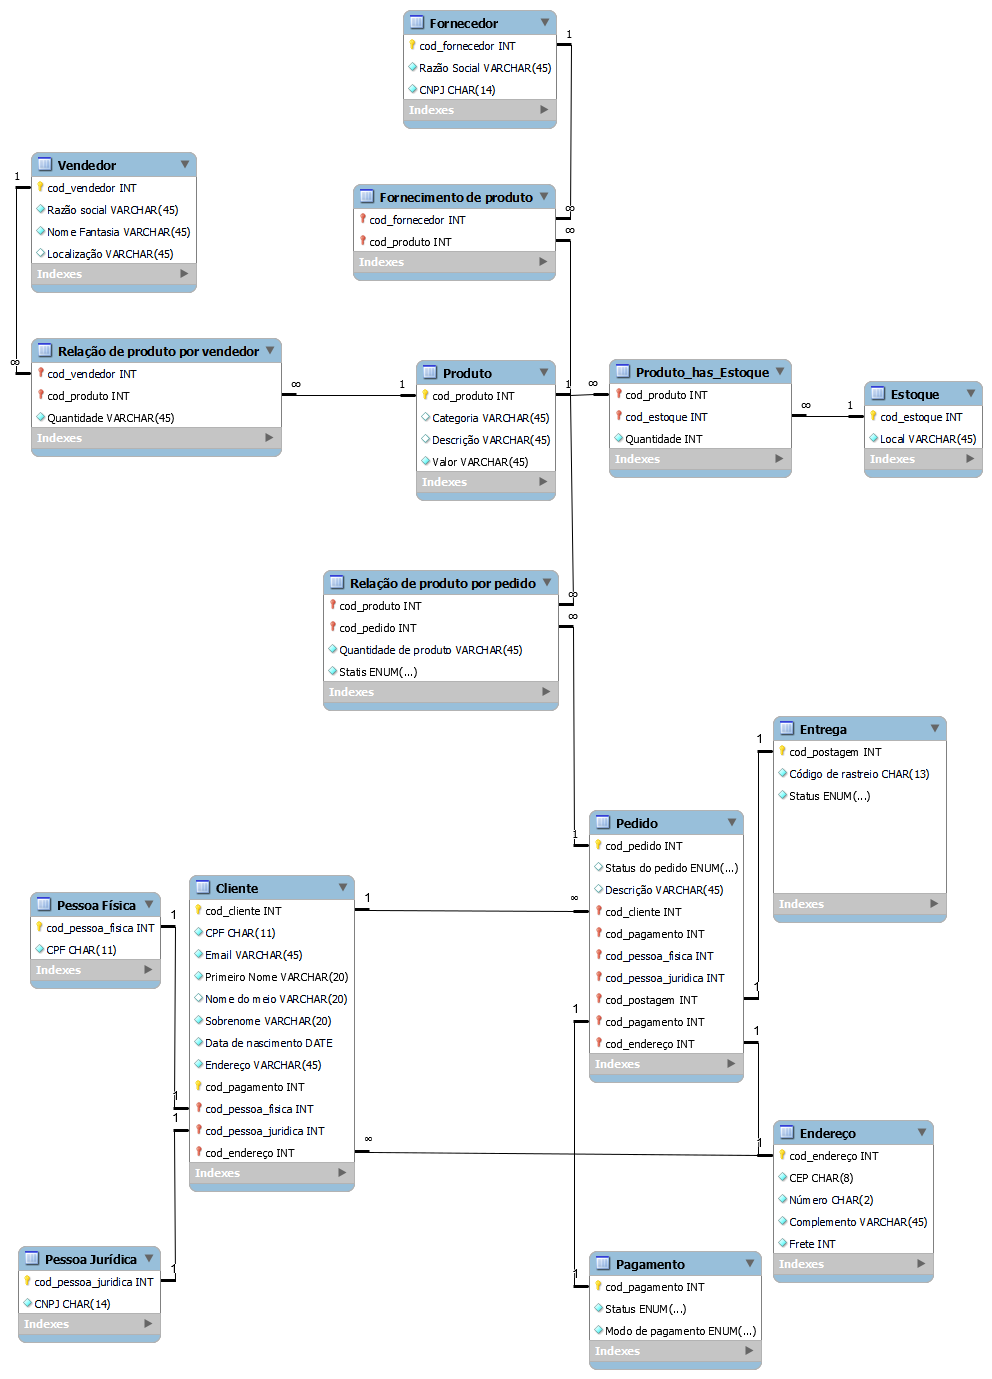 Fornecedor
cod_fornecedor INT
Razão Social VARCHAR(45)
CNPJ CHAR(14)
Indexes
1
Vendedor
cod_vendedor INT
Razão social VARCHAR(45)
Nome Fantasia VARCHAR(45)
Localização VARCHAR(45)
Indexes
1
∞
Fornecimento de produto
cod_fornecedor INT
cod_produto INT
Indexes
∞
∞
Relação de produto por vendedor
cod_vendedor INT
cod_produto INT
Quantidade VARCHAR(45)
Indexes
∞
1
Produto
cod_produto INT
Categoria VARCHAR(45)
Descrição VARCHAR(45)
Valor VARCHAR(45)
Indexes
1
∞
Produto_has_Estoque
cod_produto INT
cod_estoque INT
Quantidade INT
Indexes
∞
1
Estoque
cod_estoque INT
Local VARCHAR(45)
Indexes
Relação de produto por pedido
cod_produto INT
cod_pedido INT
Quantidade de produto VARCHAR(45)
Statis ENUM(...)
Indexes
∞
∞
1
Entrega
cod_postagem INT
Código de rastreio CHAR(13)
Status ENUM(...)
Indexes
1
Pedido
cod_pedido INT
Status do pedido ENUM(...)
Descrição VARCHAR(45)
cod_cliente INT
cod_pagamento INT
cod_pessoa_fisica INT
cod_pessoa_juridica INT
cod_postagem INT
cod_pagamento INT
cod_endereço INT
Indexes
∞
1
1
1
Cliente
cod_cliente INT
CPF CHAR(11)
Email VARCHAR(45)
Primeiro Nome VARCHAR(20)
Nome do meio VARCHAR(20)
Sobrenome VARCHAR(20)
Data de nascimento DATE
Endereço VARCHAR(45)
cod_pagamento INT
cod_pessoa_fisica INT
cod_pessoa_juridica INT
cod_endereço INT
Indexes
1
1
1
∞
Pessoa Física
cod_pessoa_fisica INT
CPF CHAR(11)
Indexes
1
Endereço
cod_endereço INT
CEP CHAR(8)
Número CHAR(2)
Complemento VARCHAR(45)
Frete INT
Indexes
1
Pessoa Jurídica
cod_pessoa_juridica INT
CNPJ CHAR(14)
Indexes
1
Pagamento
cod_pagamento INT
Status ENUM(...)
Modo de pagamento ENUM(...)
Indexes
1